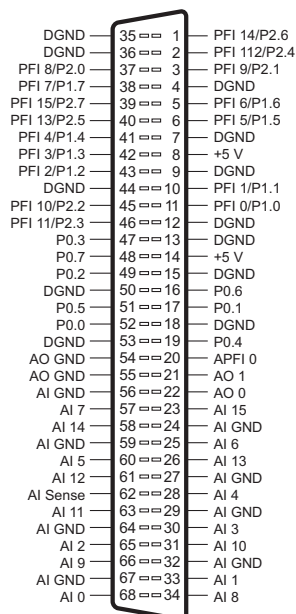 DGND 35 1 PFI 14/P2.6
DGND 36 2 PFI 112/P2.4
PFI 8/P2.0 37 3 PFI 9/P2.1
PFI 7/P1.7 38 4 DGND
PFI 15/P2.7 39 5 PFI 6/P1.6
PFI 13/P2.5 40 6 PFI 5/P1.5
PFI 4/P1.4 41 7 DGND
PFI 3/P1.3 42 8 +5 V
PFI 2/P1.2 43 9 DGND
DGND 44 10 PFI 1/P1.1
PFI 10/P2.2 45 11 PFI 0/P1.0
PFI 11/P2.3 46 12 DGND
P0.3 47 13 DGND
P0.7 48 14 +5 V
P0.2 49 15 DGND
DGND 50 16 P0.6
P0.5 51 17 P0.1
P0.0 52 18 DGND
DGND 53 19 P0.4
AO GND 54 20 APFI 0
AO GND 55 21 AO 1
AI GND 56 22 AO 0
AI 7 57 23 AI 15
AI 14 58 24 AI GND
AI GND 59 25 AI 6
AI 5 60 26 AI 13
AI 12 61 27 AI GND
AI Sense 62 28 AI 4
AI 11 63 29 AI GND
AI GND 64 30 AI 3
AI 2 65 31 AI 10
AI 9 66 32 AI GND
AI GND 67 33 AI 1
AI 0 68 34 AI 8